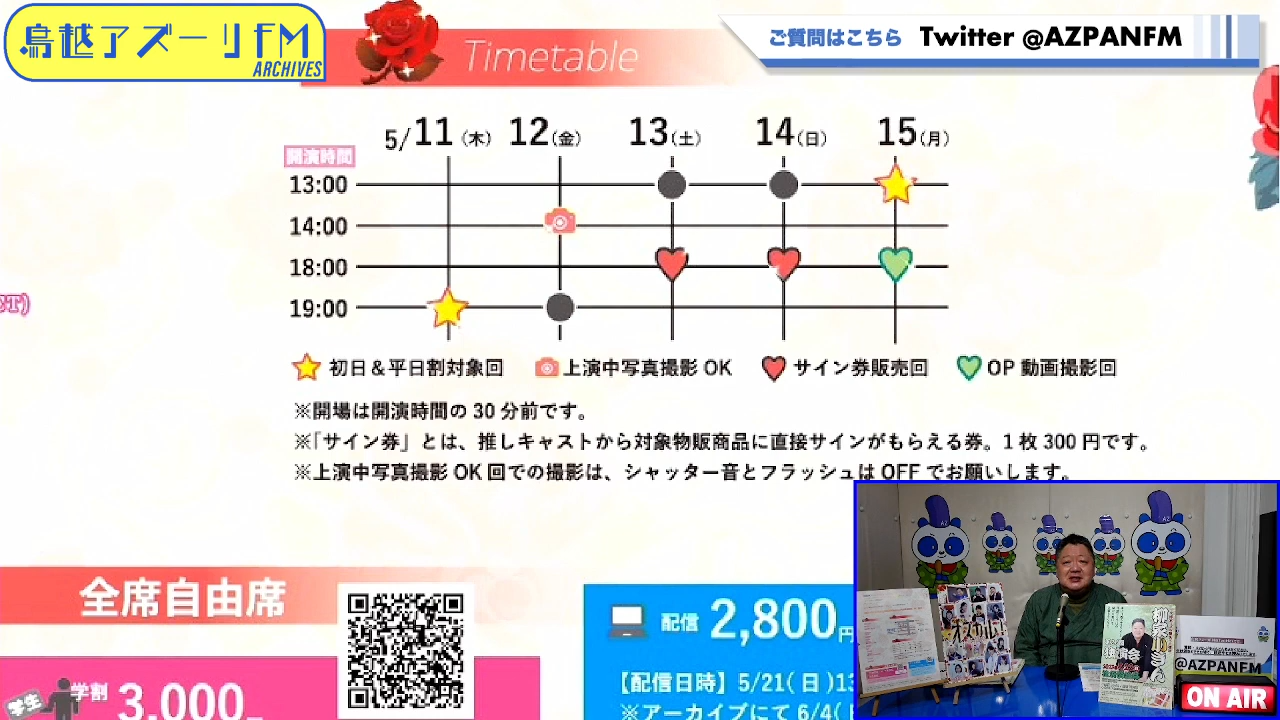 鳥越アズーリFM
ARCHIVES
Timetable
ご質問はこちら Twitter @AZPANFM
5/11(木) 12(金) 13(土) 14(日) 15(月)
開演時間
13:00
14:00
18:00
19:00
初日&平日割対象回 上演中写真撮影OK サイン券販売回 OP動画撮影回
※開場は開演時間の30分前です。
※「サイン券」とは、推しキャストから対象物販商品に直接サインがもらえる券。1枚300円です。
※上演中写真撮影OK回での撮影は、シャッター音とフラッシュはOFFでお願いします。
全席自由席
配信 2,800円
学生 学割 3,000
【配信日時】5/21(日)13
※アーカイブにて6/4(
@AZPANFM
ON AIR